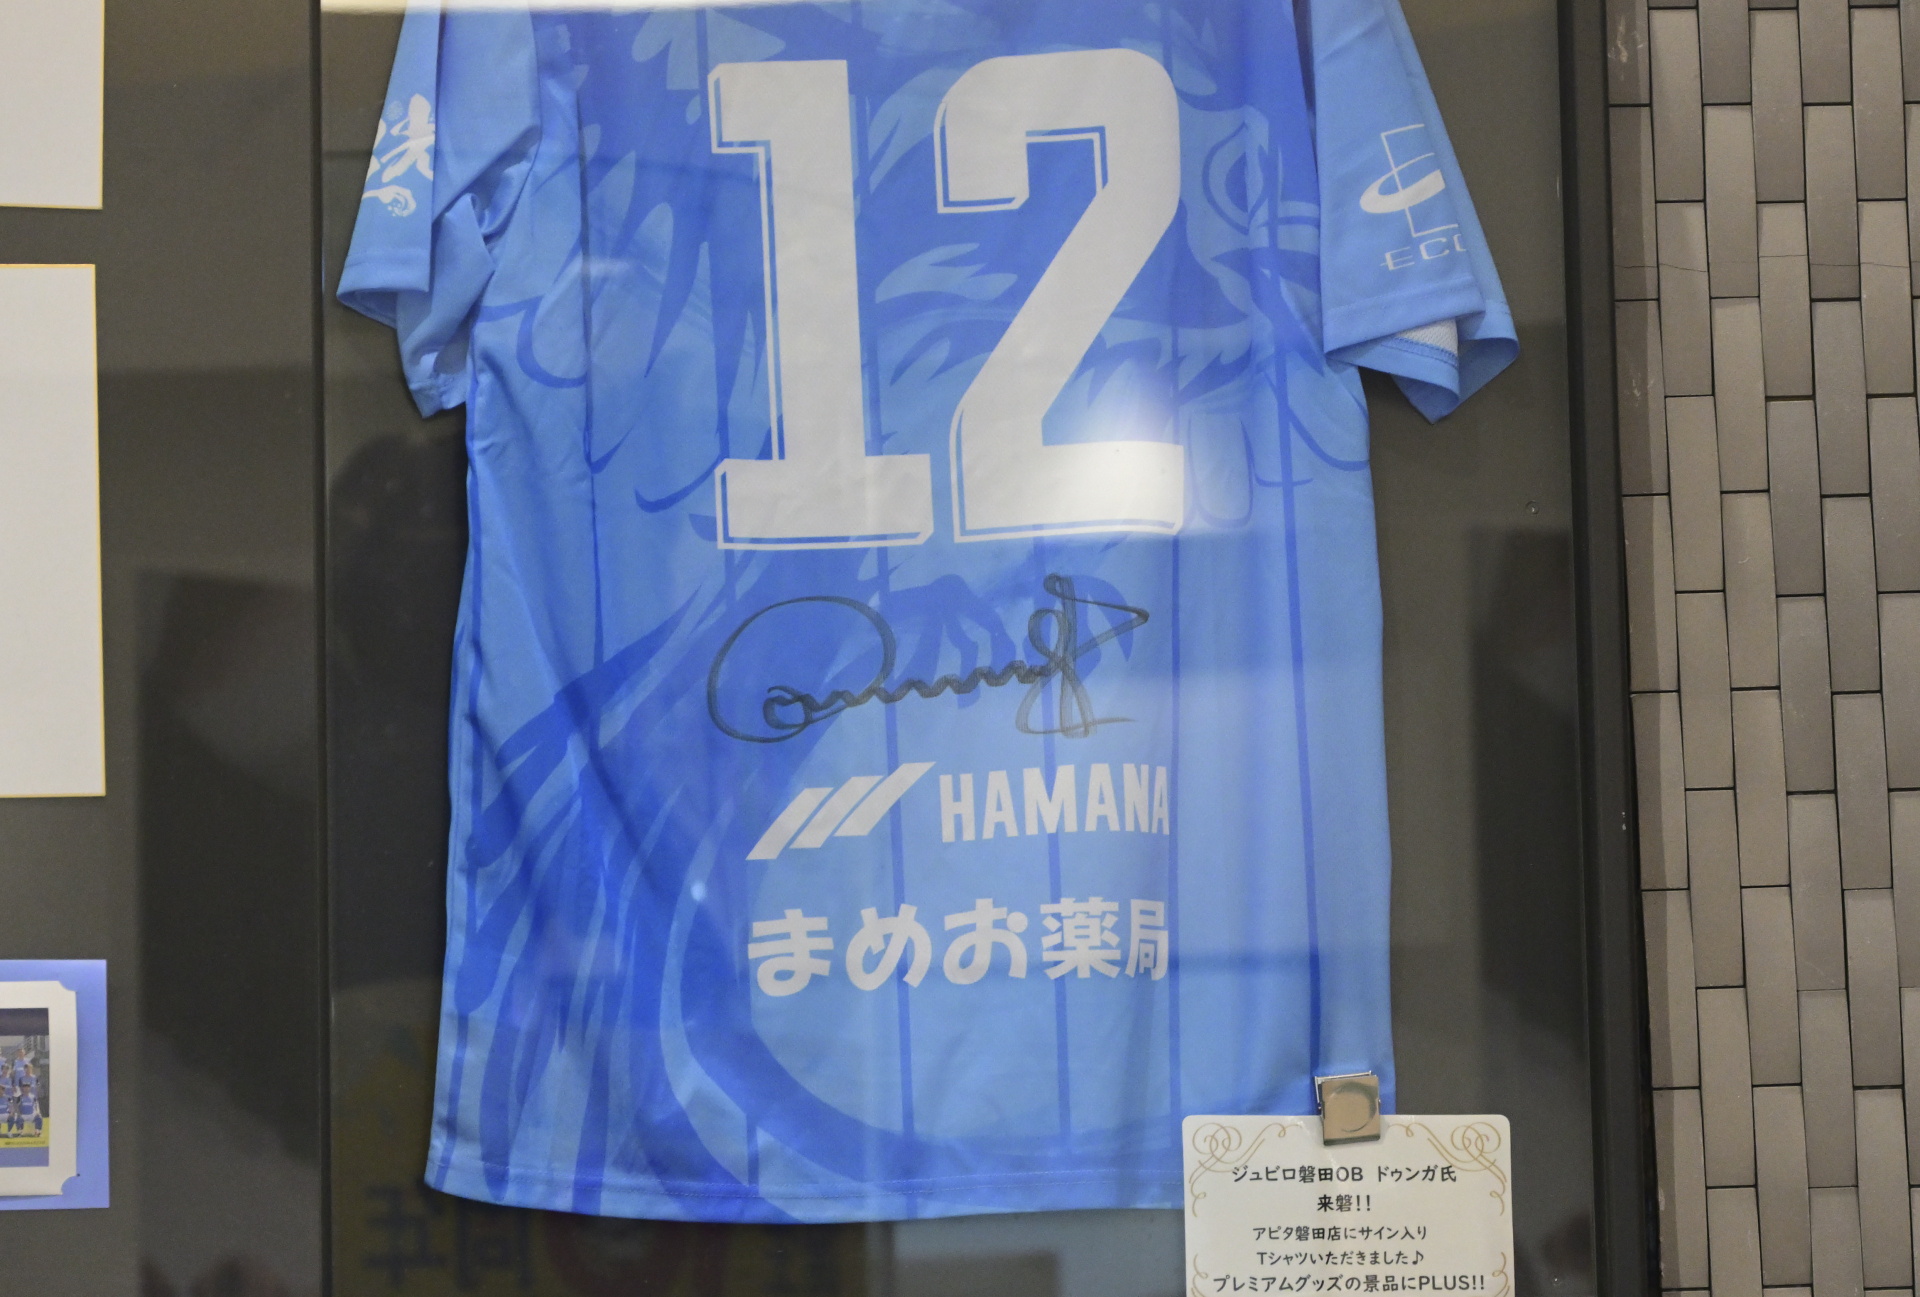 12
ECO
HAMANA
まめお薬局
ジュビロ磐田OB ドゥンガ氏
来磐!!
アピタ磐田店にサイン入り
Tシャツいただきました♪
プレミアムグッズの景品にPLUS!!